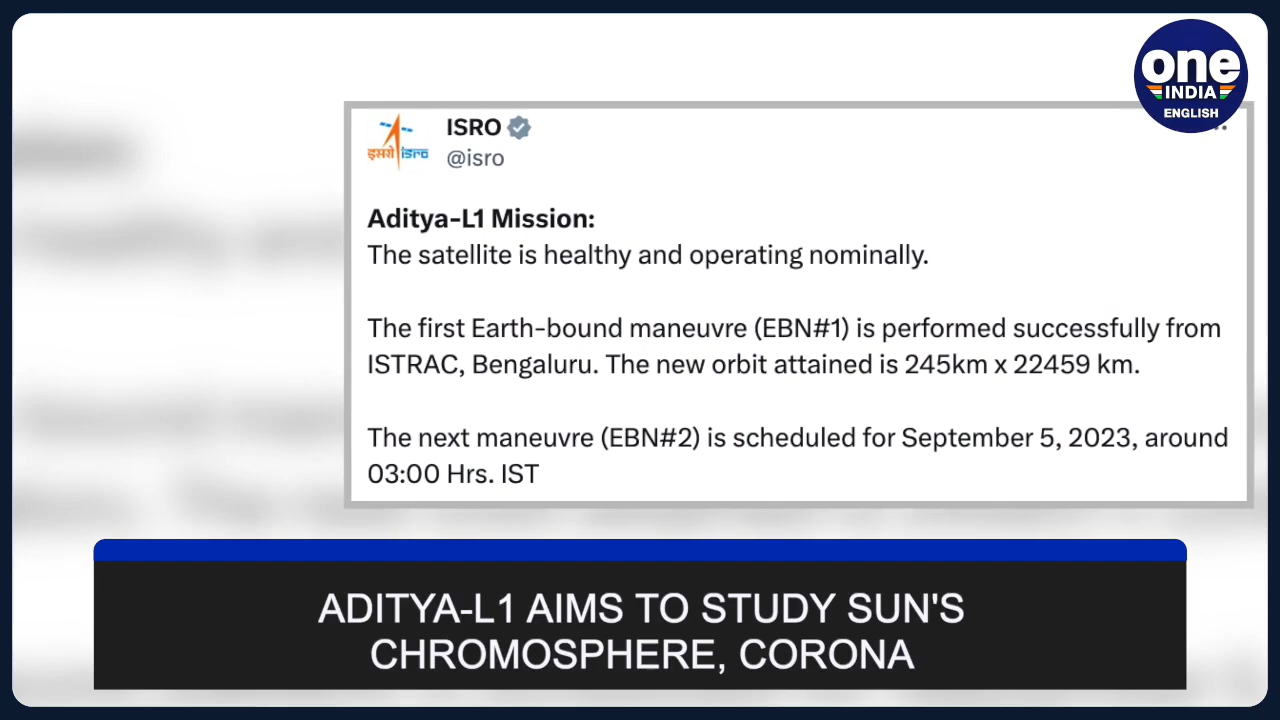 one
INDIA
ENGLISH
इसरो isro
ISRO
@isro
Aditya-L1 Mission:
The satellite is healthy and operating nominally.
The first Earth-bound maneuvre (EBN#1) is performed successfully from
ISTRAC, Bengaluru. The new orbit attained is 245km x 22459 km.
The next maneuvre (EBN#2) is scheduled for September 5, 2023, around
03:00 Hrs. IST
ADITYA-L1 AIMS TO STUDY SUN'S
CHROMOSPHERE, CORONA